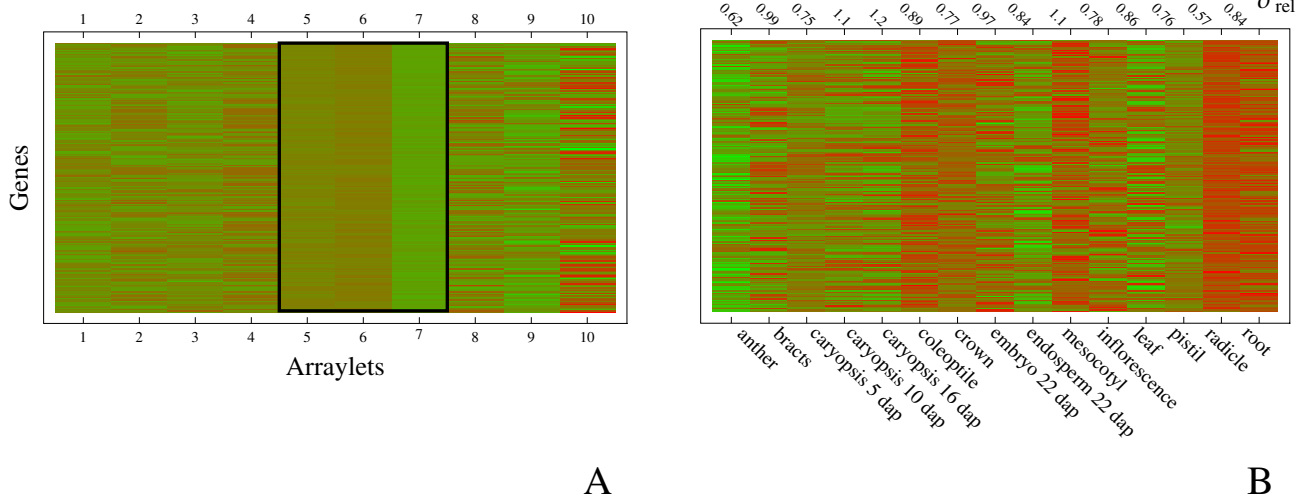 1 2 3 4 5 6 7 8 9 10
Genes
1 2 3 4 5 6 7 8 9 10
Arraylets
A
0.62 0.99 0.75 1.1 1.2 0.89 0.77 0.97 0.84 1.1 0.78 0.86 0.76 0.57 0.84
σ rel
anther
bracts
caryopsis 5 dap
caryopsis 10 dap
caryopsis 16 dap
coleoptile
crown
embryo 22 dap
endosperm 22 dap
mesocotyl
inflorescence
leaf
pistil
radicle
root
B